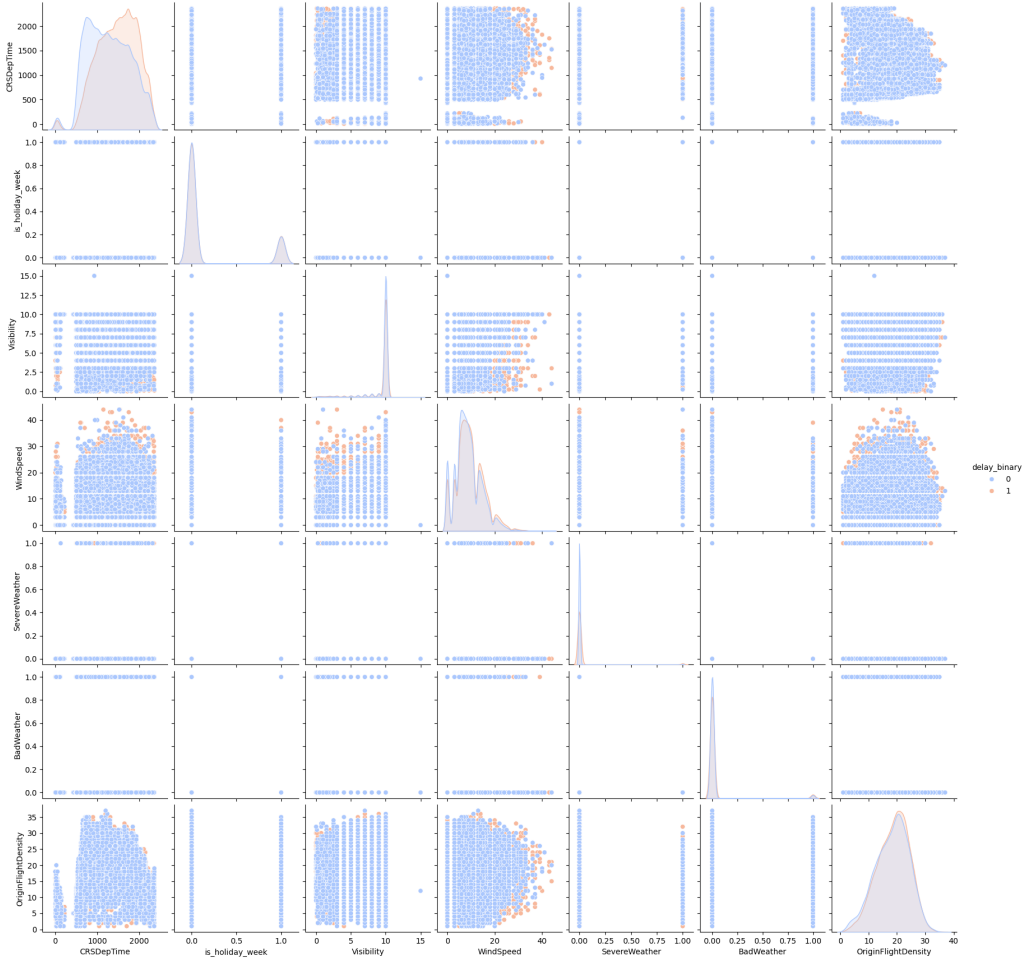 CRSDepTime
2000
1500
1000
500
0
is_holiday_week
1.0
0.8
0.6
0.4
0.2
0.0
Visibility
15.0
12.5
10.0
7.5
5.0
2.5
0.0
WindSpeed
40
30
20
10
0
delay_binary
0
1
SevereWeather
1.0
0.8
0.6
0.4
0.2
0.0
BadWeather
1.0
0.8
0.6
0.4
0.2
0.0
OriginFlightDensity
35
30
25
20
15
10
5
0
0 1000 2000
CRSDepTime
0.0 0.5 1.0
is_holiday_week
0 5 10 15
Visibility
0 20 40
WindSpeed
0.00 0.25 0.50 0.75 1.00
SevereWeather
0.00 0.25 0.50 0.75 1.00
BadWeather
0 10 20 30 40
OriginFlightDensity